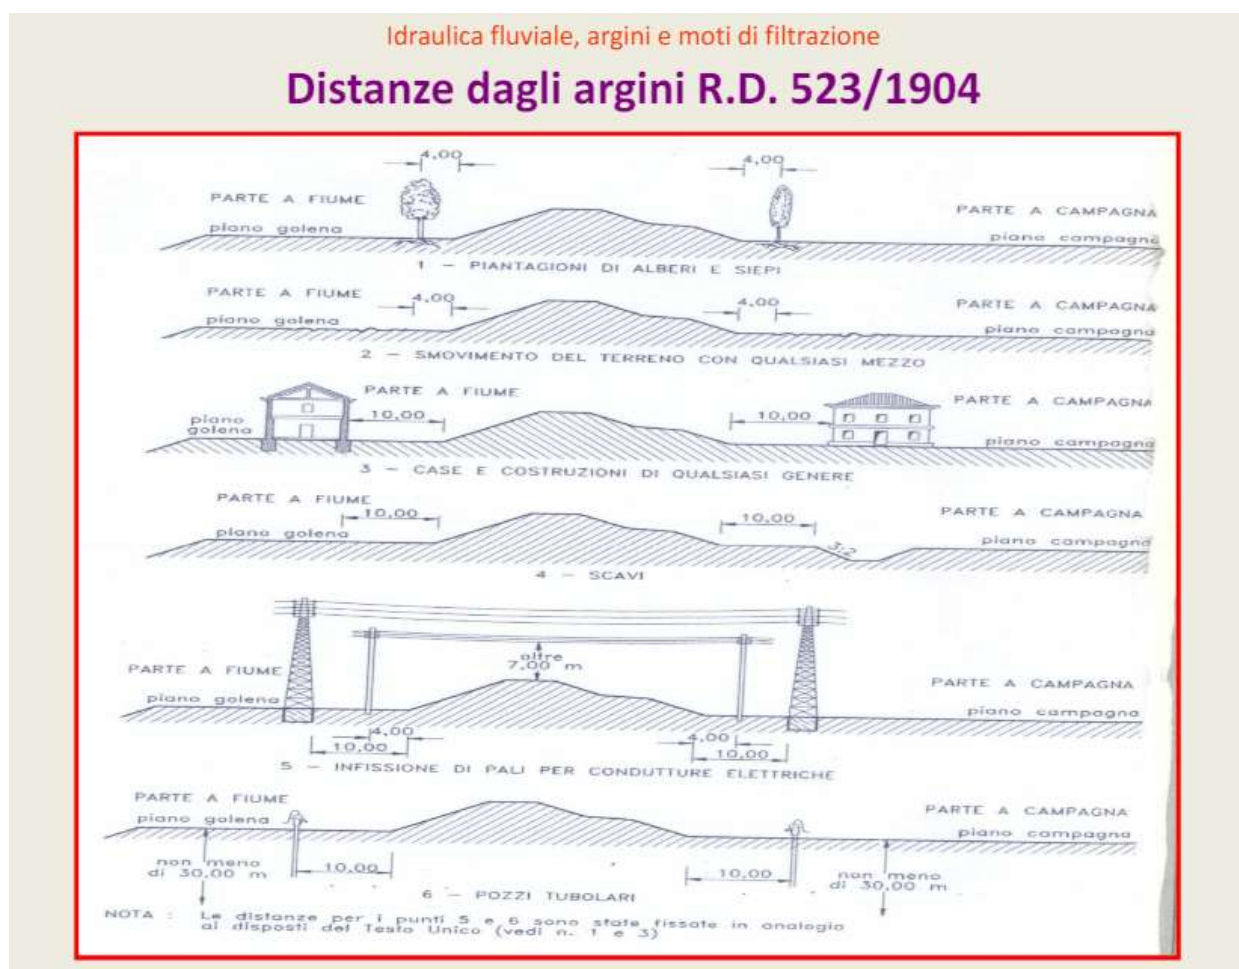 Idraulica fluviale, argini e moti di filtrazione
Distanze dagli argini R.D. 523/1904
4,00 4,00
PARTE A FIUME PARTE A CAMPAGNA
piano golena piano campagna
1 - PIANTAGIONI DI ALBERI E SIEPI
PARTE A FIUME 4,00 4,00 PARTE A CAMPAGNA
piano golena piano campagna
2 - SMOVIMENTO DEL TERRENO CON QUALSIASI MEZZO
PARTE A FIUME PARTE A CAMPAGNA
10,00 10,00
piano golena piano campagna
3 - CASE E COSTRUZIONI DI QUALSIASI GENERE
PARTE A FIUME PARTE A CAMPAGNA
10,00 10,00
piano golena 3:2 piano campagna
4 - SCAVI
oltre
7,00 m
PARTE A FIUME PARTE A CAMPAGNA
piano golena piano campagna
4,00 4,00
10,00 10,00
5 - INFISSIONE DI PALI PER CONDUTTURE ELETTRICHE
PARTE A FIUME PARTE A CAMPAGNA
piano golena piano campagna
non meno
di 30,00 m 10,00 10,00 non meno
di 30,00 m
6 - POZZI TUBOLARI
NOTA : Le distanze per i punti 5 e 6 sono state fissate in analogia
ai disposti del Testo Unico (vedi n. 1 e 3)